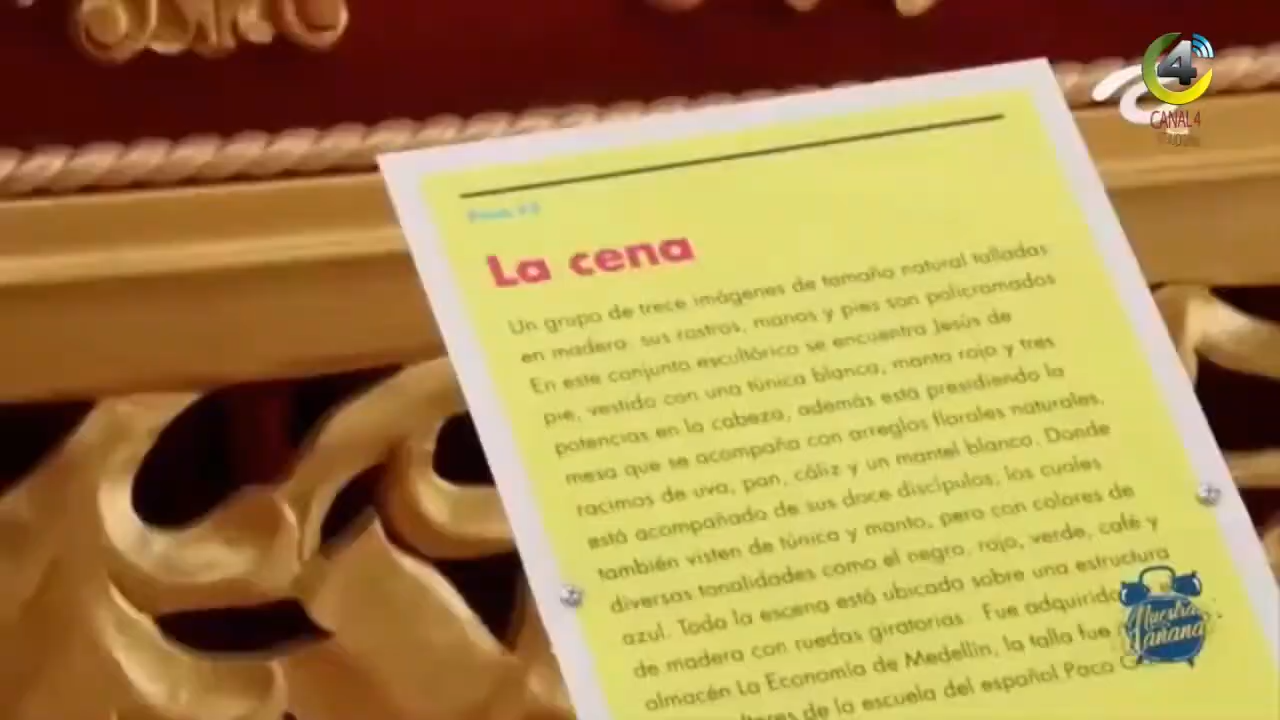 4
CANAL 4
La cena
Un grupo de trece imágenes de tamaño natural talladas
en madera, sus rostros, manos y pies son policromados
En este conjunto escultórico se encuentra Jesús de
pie, vestido con una túnica blanca, manto rojo y tres
potencias en la cabeza, además está presidiendo la
mesa que se acompaña con arreglos florales naturales,
racimos de uva, pan, cáliz y un mantel blanco. Donde
está acompañado de sus doce discípulos, los cuales
también visten de túnica y manto, pero con colores de
diversas tonalidades como el negro, rojo, verde, café y
azul. Toda la escena está ubicada sobre una estructura
de madera con ruedas giratorias. Fue adquirido
almacén La Economía de Medellín, la talla fue
de la escuela del español Paco
Nuestra
Mañana